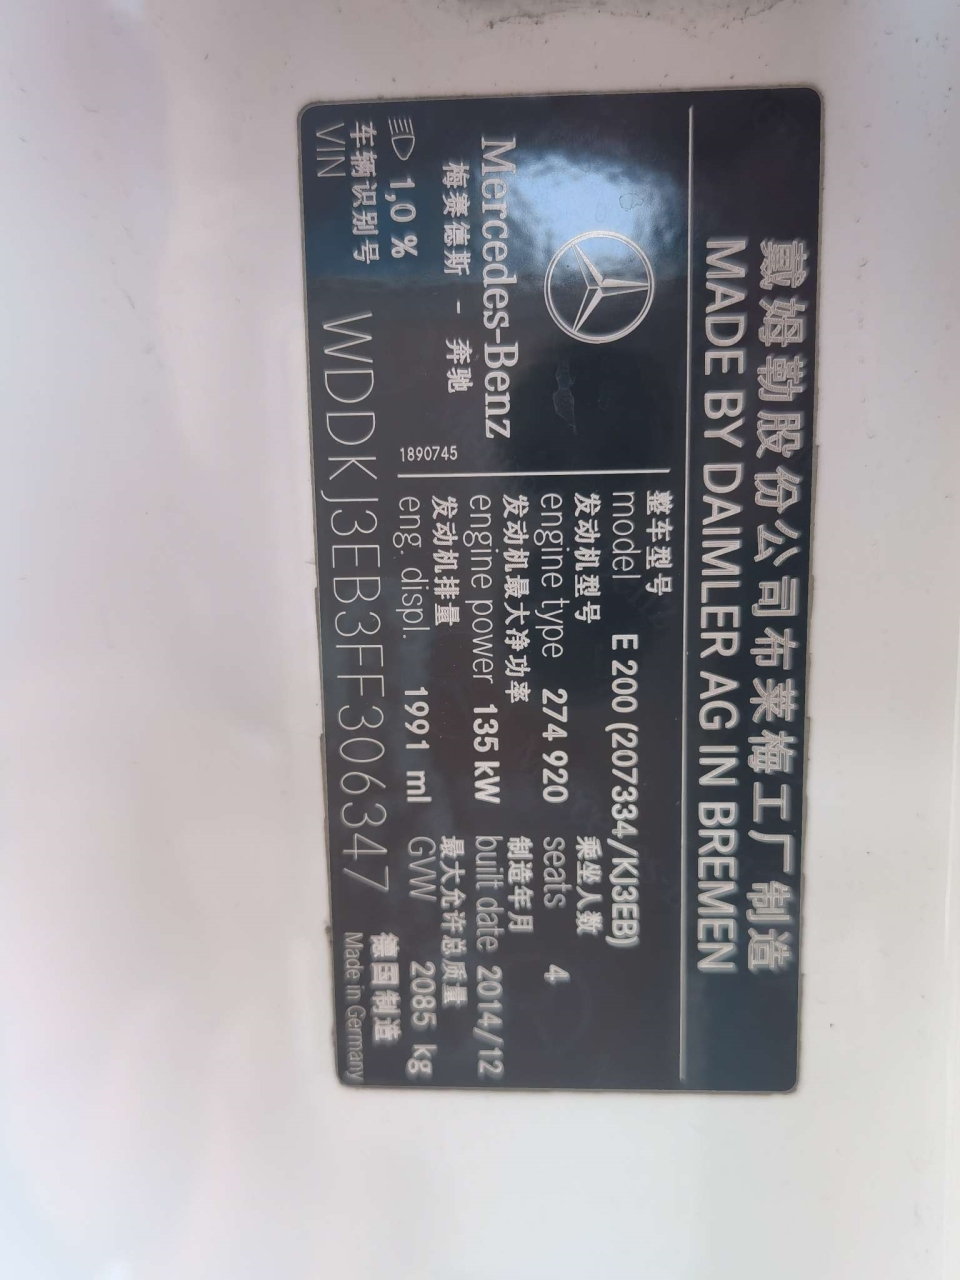 戴姆勒股份公司布莱梅工厂制造
MADE BY DAIMLER AG IN BREMEN
Mercedes-Benz
梅赛德斯 - 奔驰
1,0 %
1890745
整车型号
model E 200 (207334/KJ3EB)
发动机型号
engine type 274 920
乘坐人数
seats 4
发动机最大净功率
engine power 135 kW
制造年月
built date 2014/12
发动机排量
eng. displ. 1991 ml
最大允许总质量
GVW 2085 kg
车辆识别号
VIN WDDKJ3EB3FF306347
德国制造
Made in Germany